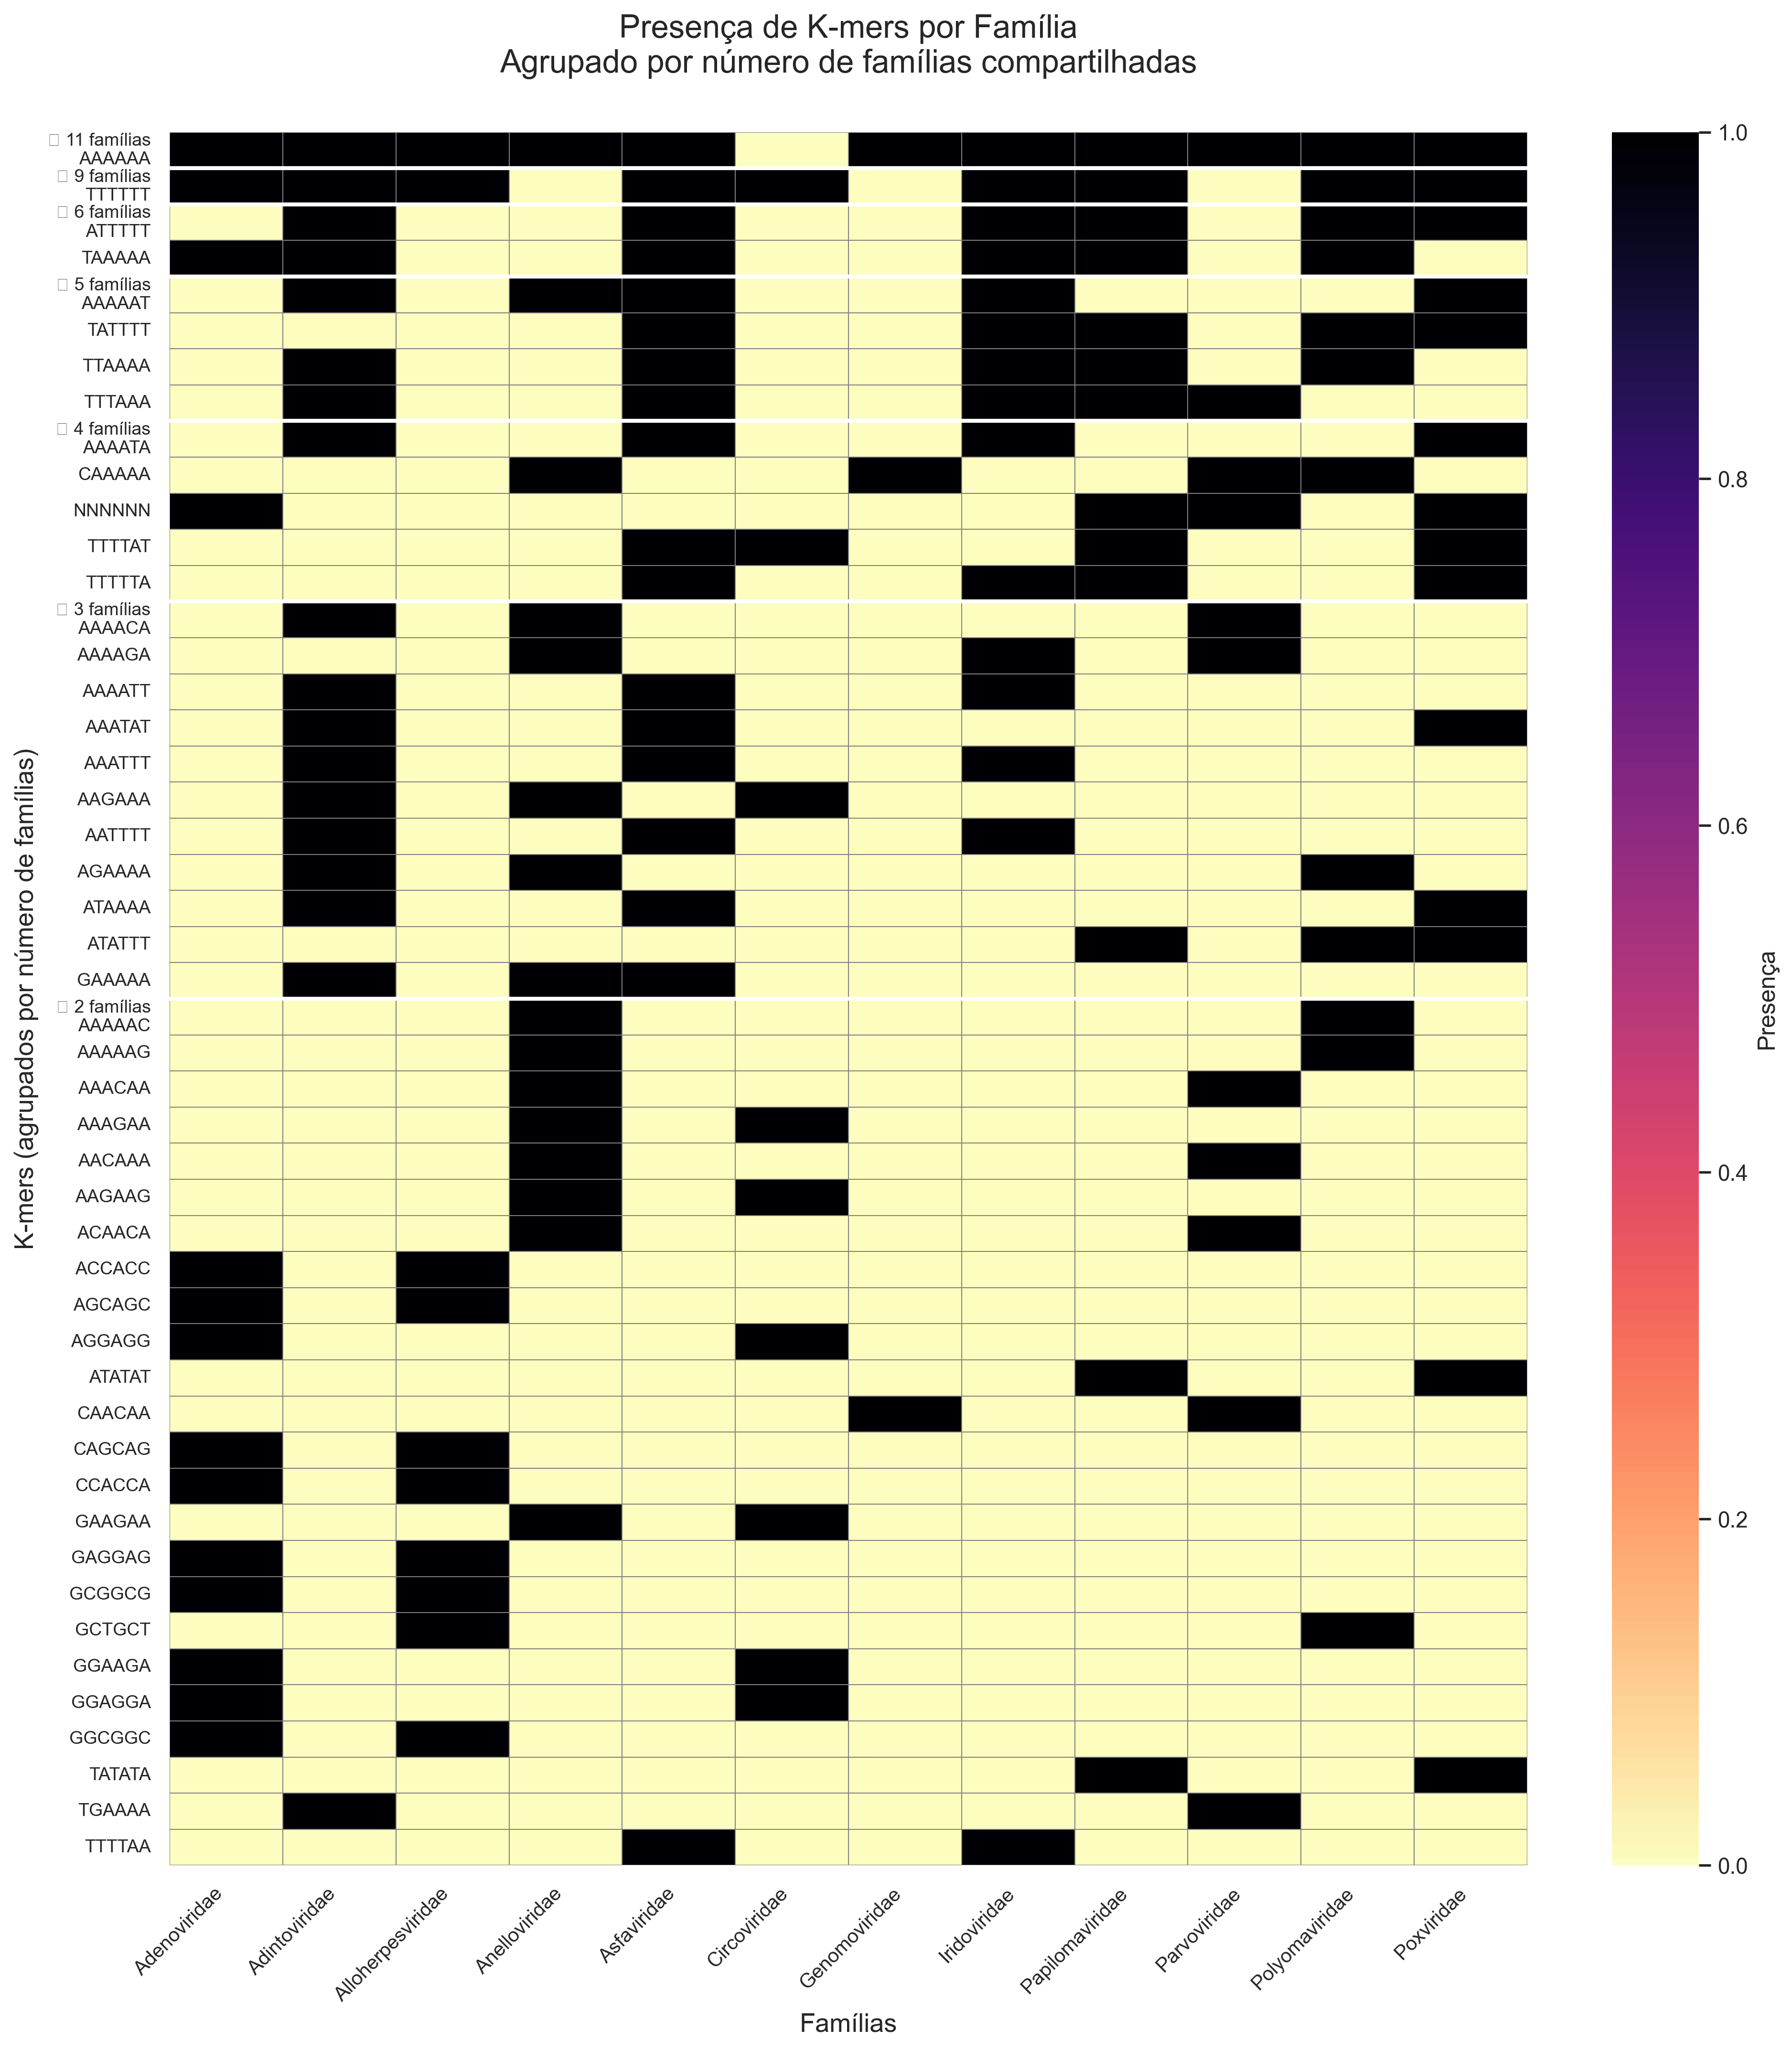 Presença de K-mers por Família
Agrupado por número de famílias compartilhadas
K-mers (agrupados por número de famílias)
11 famílias
AAAAAA
9 famílias
TTTTTT
6 famílias
ATTTTT
TAAAAA
5 famílias
AAAAAT
TATTTT
TTAAAA
TTTAAA
4 famílias
AAAATA
CAAAAA
NNNNNN
TTTTAT
TTTTTA
3 famílias
AAAACA
AAAAGA
AAAATT
AAATAT
AAATTT
AAGAAA
AATTTT
AGAAAA
ATAAAA
ATATTT
GAAAAA
2 famílias
AAAAAC
AAAAAG
AAACAA
AAAGAA
AACAAA
AAGAAG
ACAACA
ACCACC
AGCAGC
AGGAGG
ATATAT
CAACAA
CAGCAG
CCACCA
GAAGAA
GAGGAG
GCGGCG
GCTGCT
GGAAGA
GGAGGA
GGCGGC
TATATA
TGAAAA
TTTTAA
Adenoviridae
Adintoviridae
Alloherpesviridae
Anelloviridae
Asfaviridae
Circoviridae
Genomoviridae
Iridoviridae
Papilomaviridae
Parvoviridae
Polyomaviridae
Poxviridae
Famílias
1.0
0.8
0.6
0.4
0.2
0.0
Presença